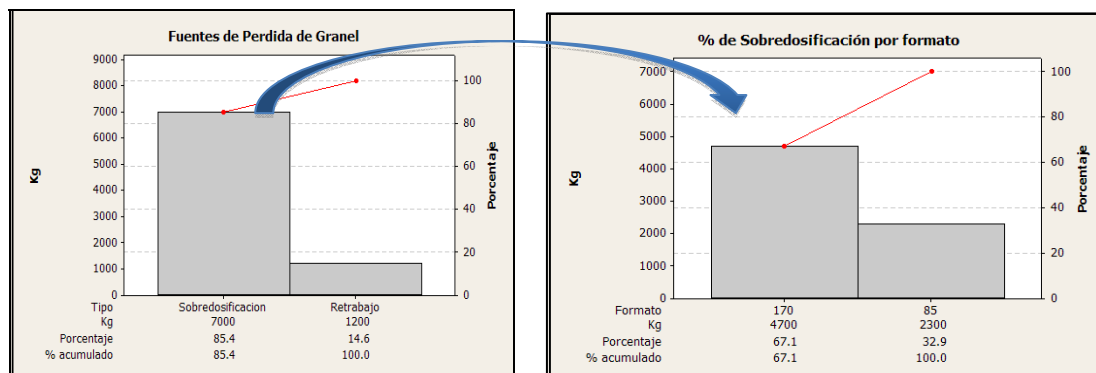 Fuentes de Perdida de Granel
9000
8000
7000
6000
5000
4000
3000
2000
1000
0
Kg
100
80
60
40
20
0
Porcentaje
Tipo Sobredosificacion Retrabajo
Kg 7000 1200
Porcentaje 85.4 14.6
% acumulado 85.4 100.0
% de Sobredosificación por formato
7000
6000
5000
4000
3000
2000
1000
0
Kg
100
80
60
40
20
0
Porcentaje
Formato 170 85
Kg 4700 2300
Porcentaje 67.1 32.9
% acumulado 67.1 100.0